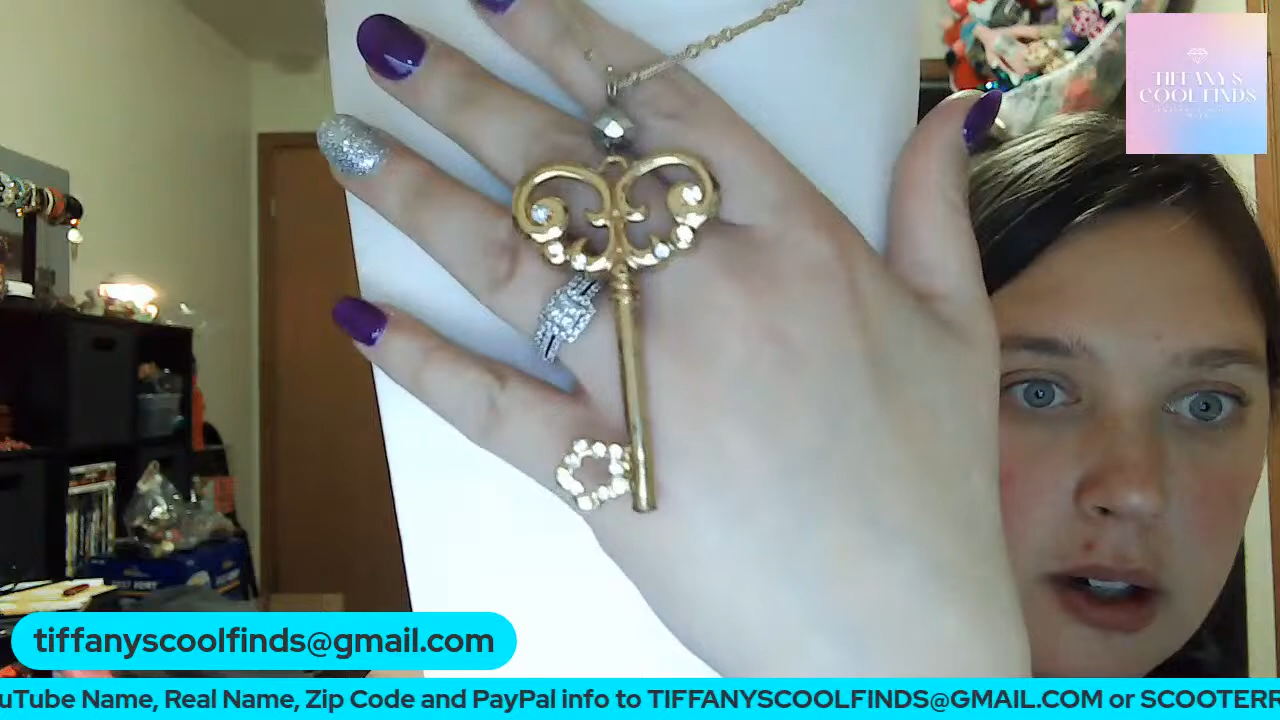 TIFFANY'S
COOL FINDS
tiffanyscoolfinds@gmail.com
uTube Name, Real Name, Zip Code and PayPal info to TIFFANYSCOOLFINDS@GMAIL.COM or SCOOTERR